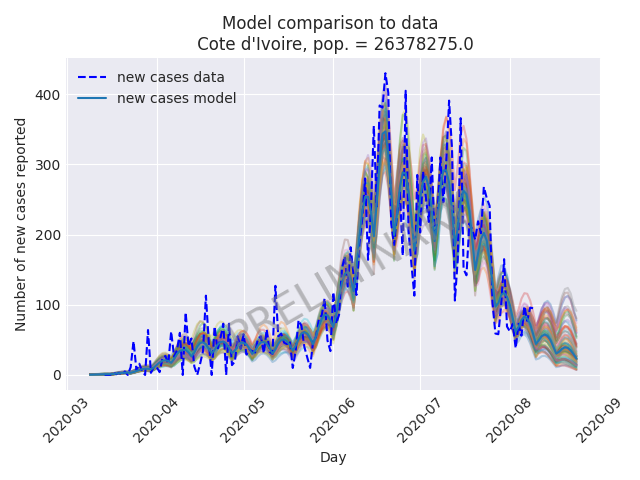 Model comparison to data
Cote d'Ivoire, pop. = 26378275.0
new cases data
new cases model
Number of new cases reported
400
300
200
100
0
2020-03
2020-04
2020-05
2020-06
2020-07
2020-08
2020-09
Day